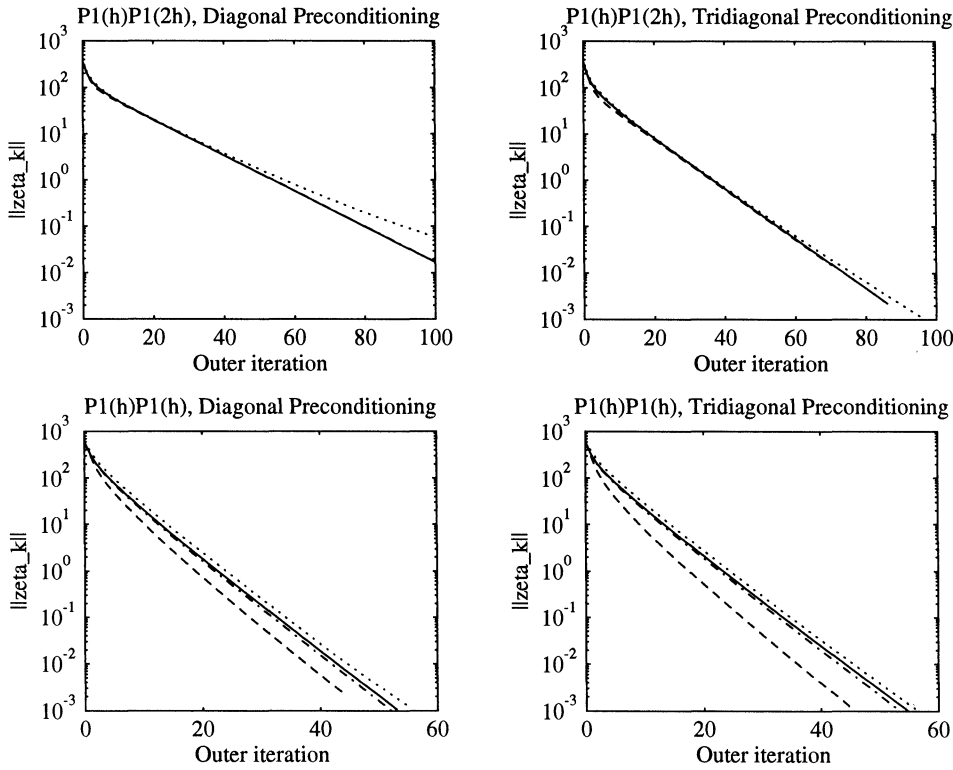 P1(h)P1(2h), Diagonal Preconditioning
10^3
10^2
10^1
10^0
10^-1
10^-2
10^-3
||zeta_k||
0 20 40 60 80 100
Outer iteration
P1(h)P1(2h), Tridiagonal Preconditioning
10^3
10^2
10^1
10^0
10^-1
10^-2
10^-3
||zeta_k||
0 20 40 60 80 100
Outer iteration
P1(h)P1(h), Diagonal Preconditioning
10^3
10^2
10^1
10^0
10^-1
10^-2
10^-3
||zeta_k||
0 20 40 60
Outer iteration
P1(h)P1(h), Tridiagonal Preconditioning
10^3
10^2
10^1
10^0
10^-1
10^-2
10^-3
||zeta_k||
0 20 40 60
Outer iteration